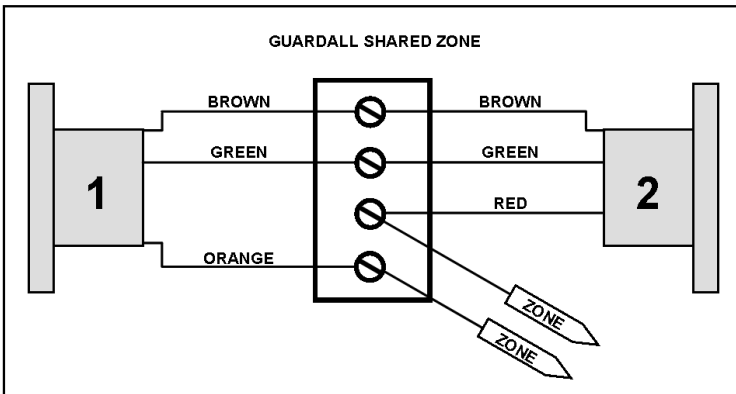 GUARDALL SHARED ZONE
BROWN BROWN
GREEN GREEN
1 2
RED
ORANGE
ZONE
ZONE